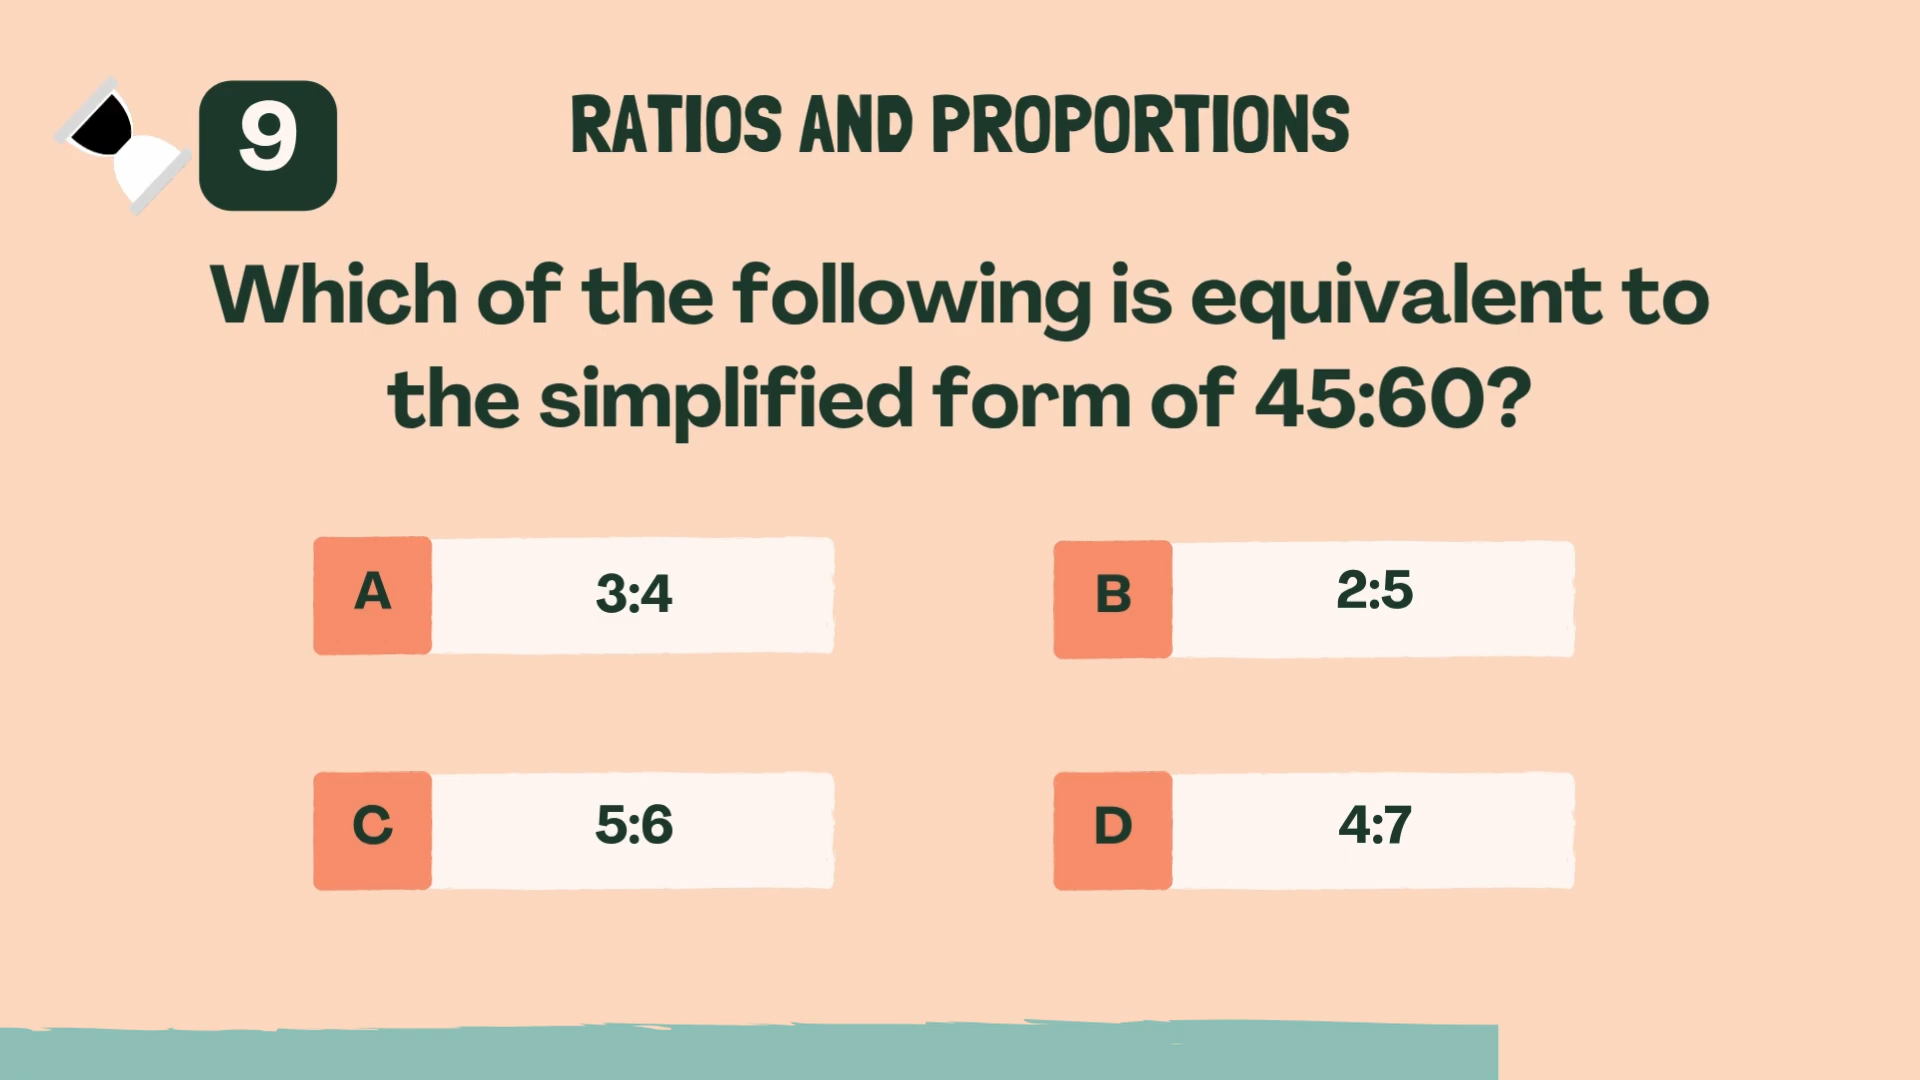 9
RATIOS AND PROPORTIONS
Which of the following is equivalent to
the simplified form of 45:60?
A 3:4
B 2:5
C 5:6
D 4:7